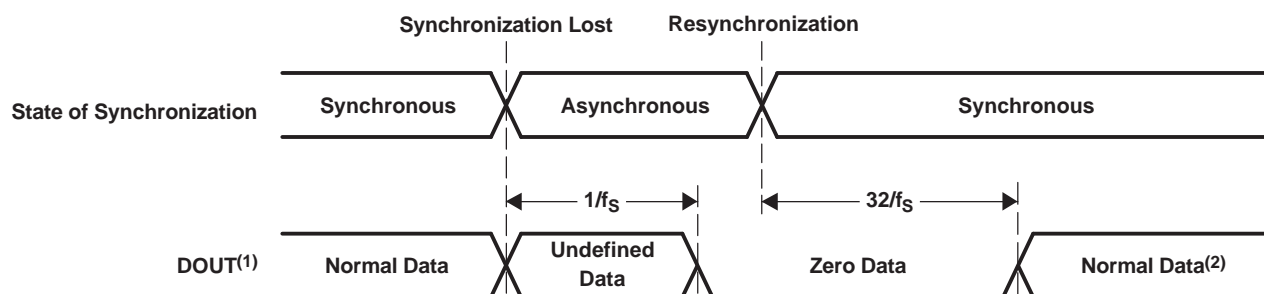 Synchronization Lost Resynchronization
State of Synchronization Synchronous Asynchronous Synchronous
1/fS 32/fS
DOUT(1) Normal Data Undefined Data Zero Data Normal Data(2)